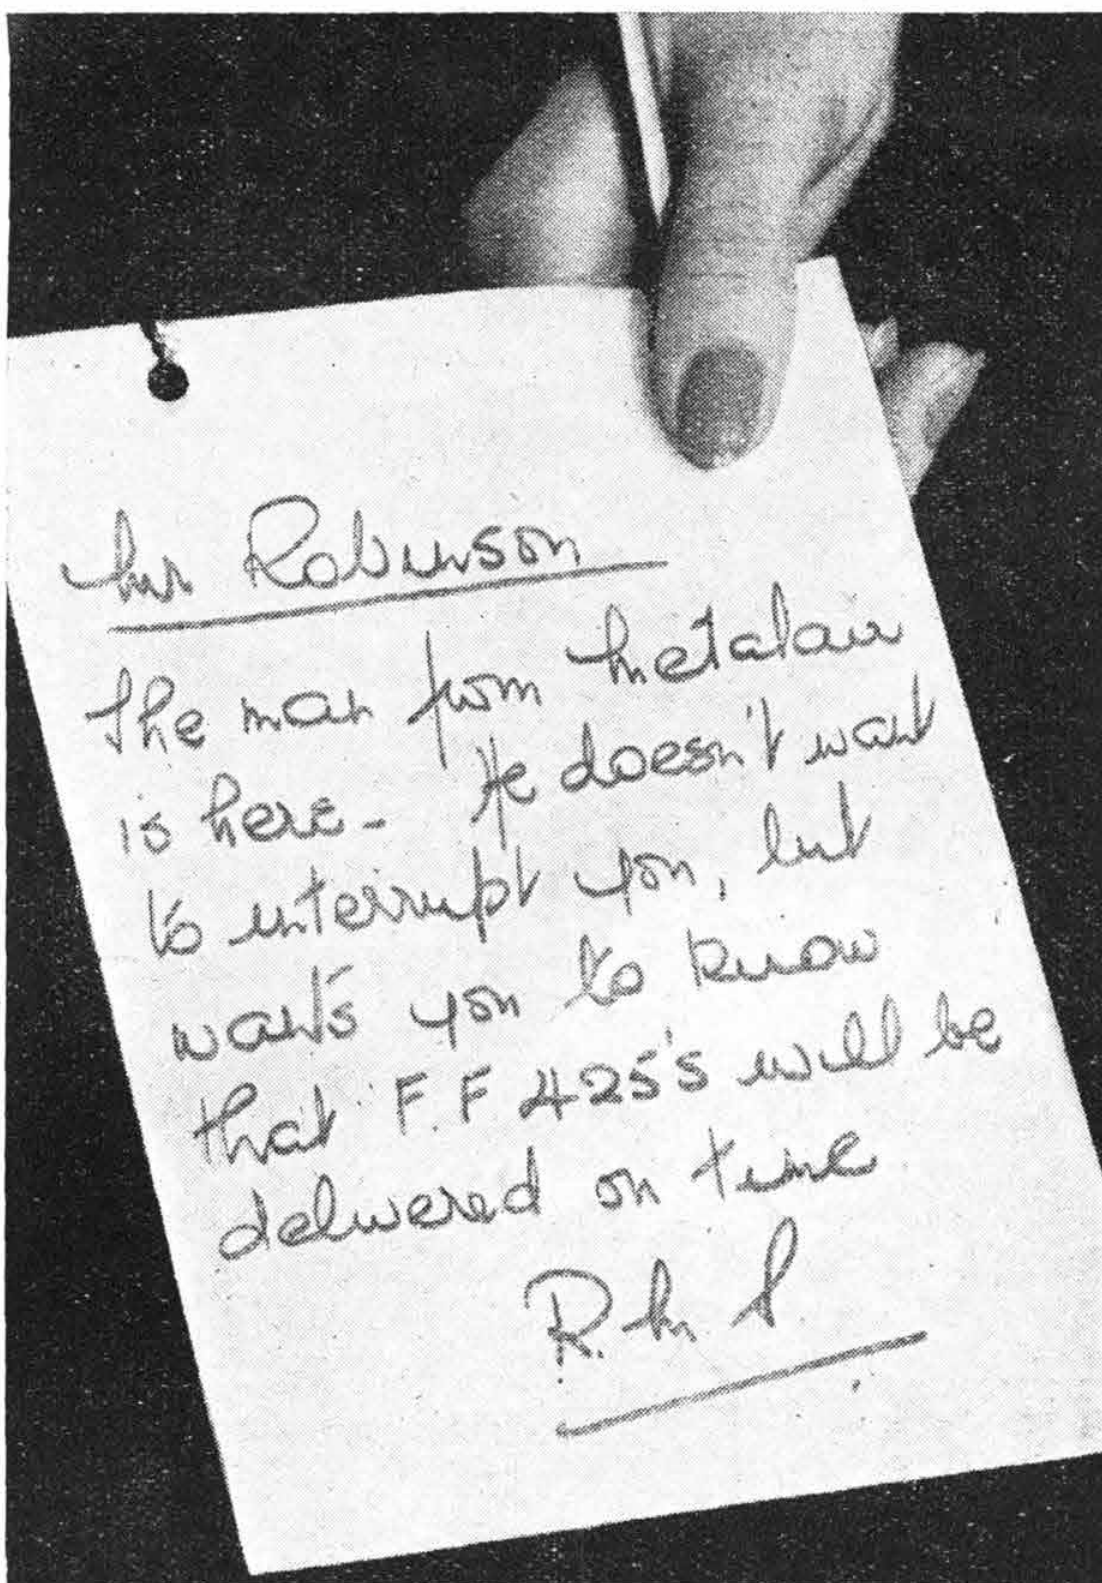 Mr Robinson
The man from Metalair
is here - He doesn't want
to interrupt you, but
wants you to know
that F.F 425's will be
delivered on time
R. M S.